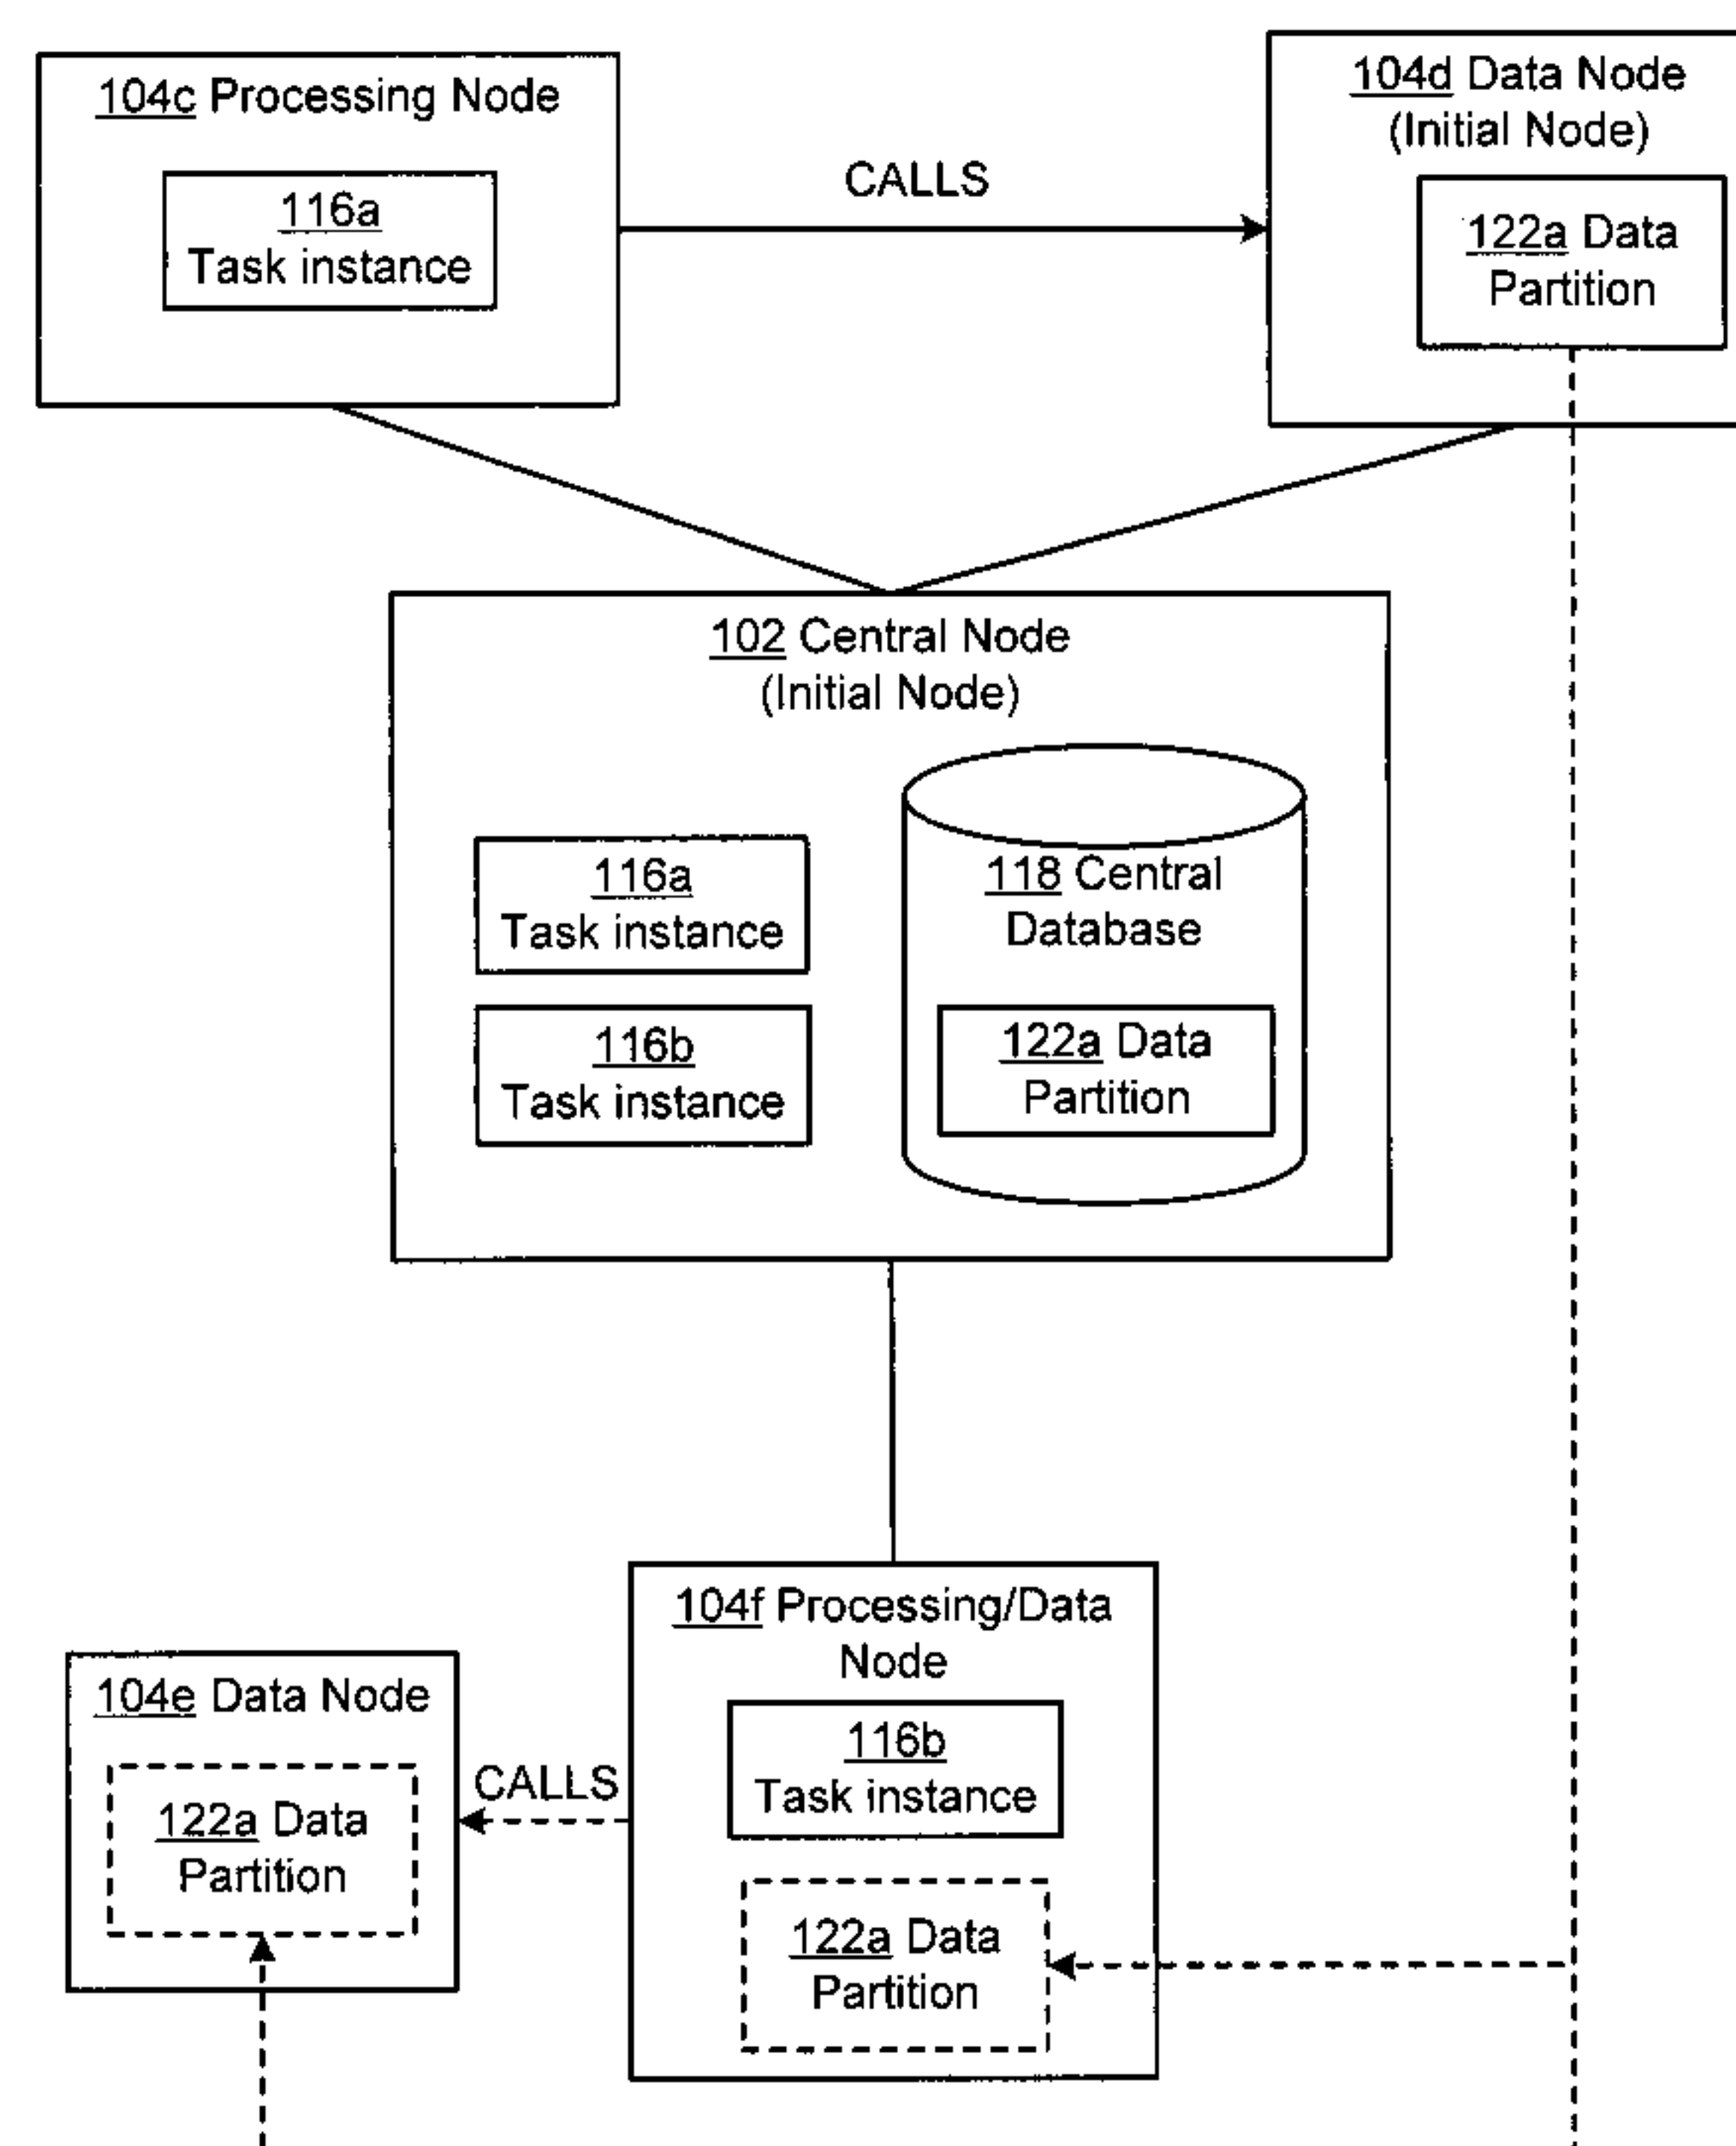 104c Processing Node
116a
Task instance
CALLS
104d Data Node
(Initial Node)
122a Data
Partition
102 Central Node
(Initial Node)
116a
Task instance
116b
Task instance
118 Central
Database
122a Data
Partition
104f Processing/Data
Node
116b
Task instance
122a Data
Partition
CALLS
104e Data Node
122a Data
Partition